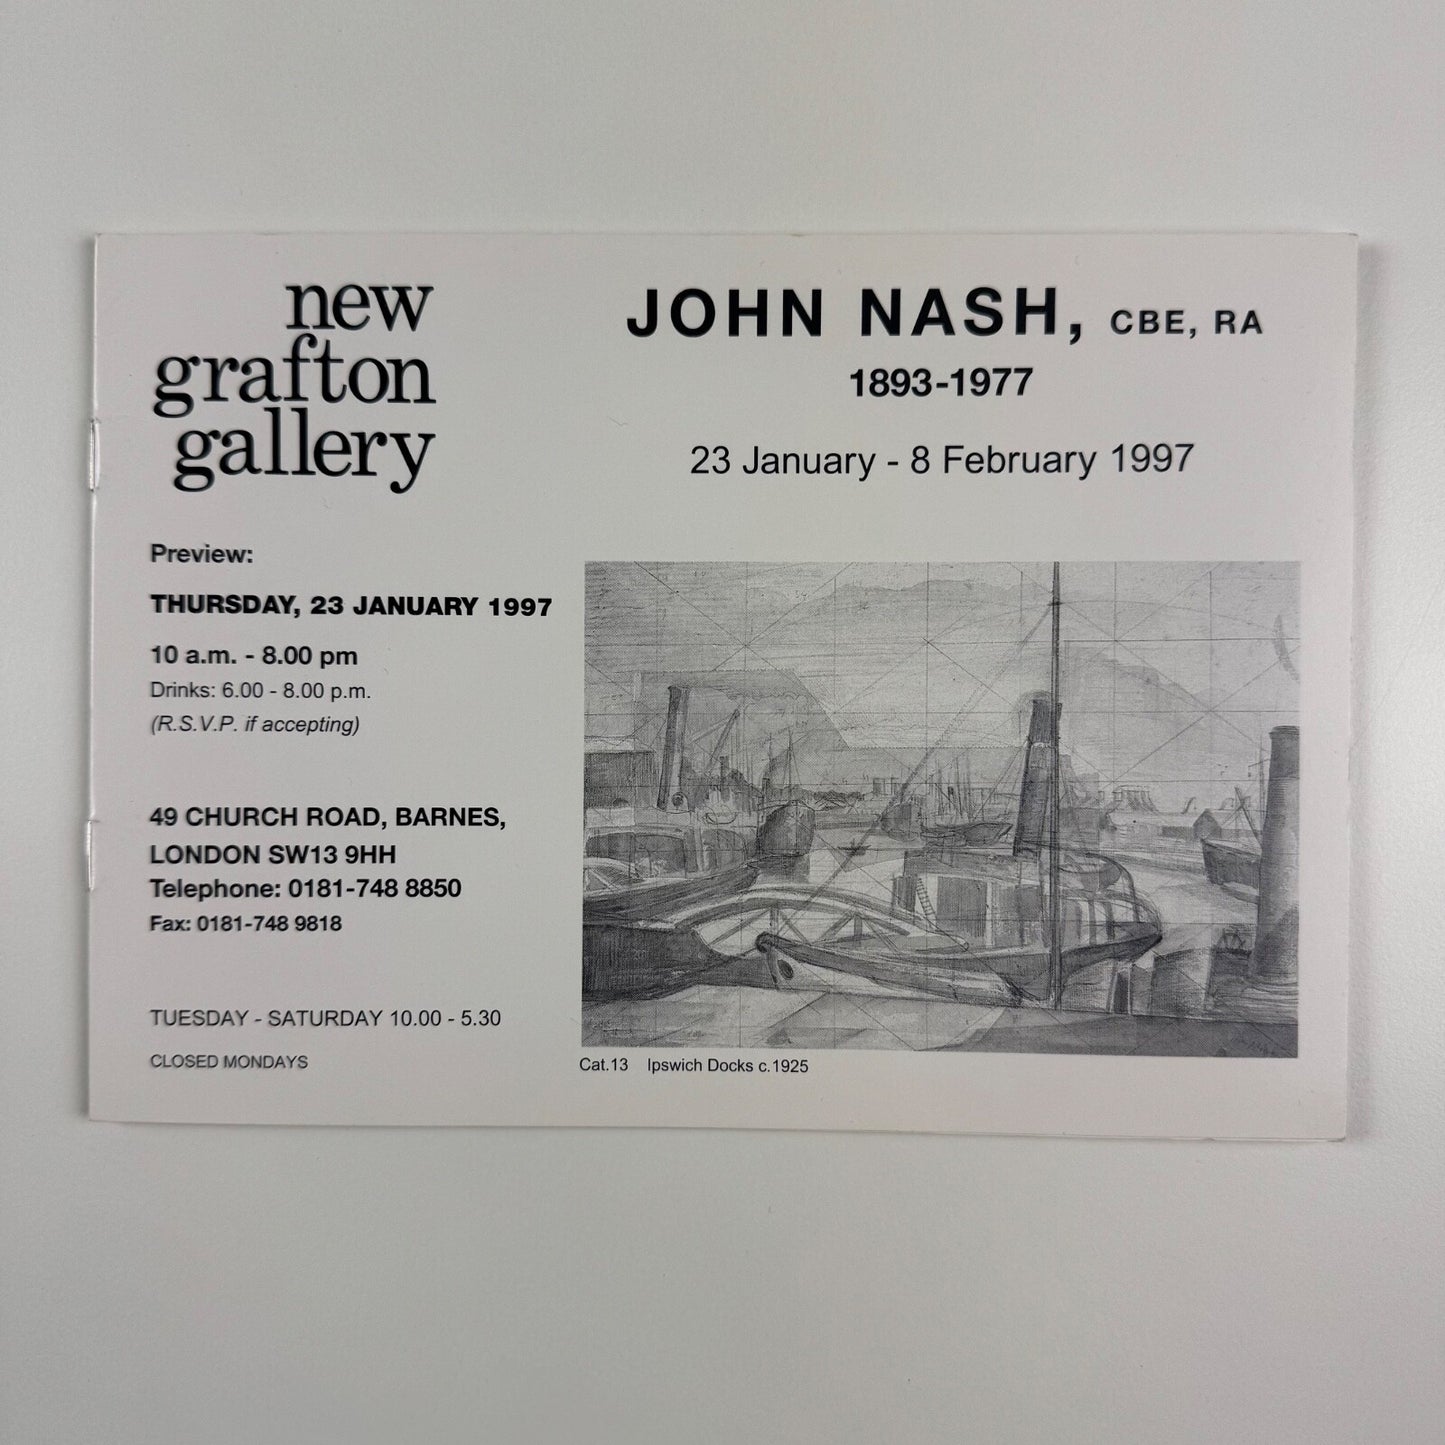 new
grafton
gallery
Preview:
THURSDAY, 23 JANUARY 1997
10 a.m. - 8.00 pm
Drinks: 6.00 - 8.00 p.m.
(R.S.V.P. if accepting)
49 CHURCH ROAD, BARNES,
LONDON SW13 9HH
Telephone: 0181-748 8850
Fax: 0181-748 9818
TUESDAY - SATURDAY 10.00 - 5.30
CLOSED MONDAYS
JOHN NASH, CBE, RA
1893-1977
23 January - 8 February 1997
Cat.13 Ipswich Docks c.1925